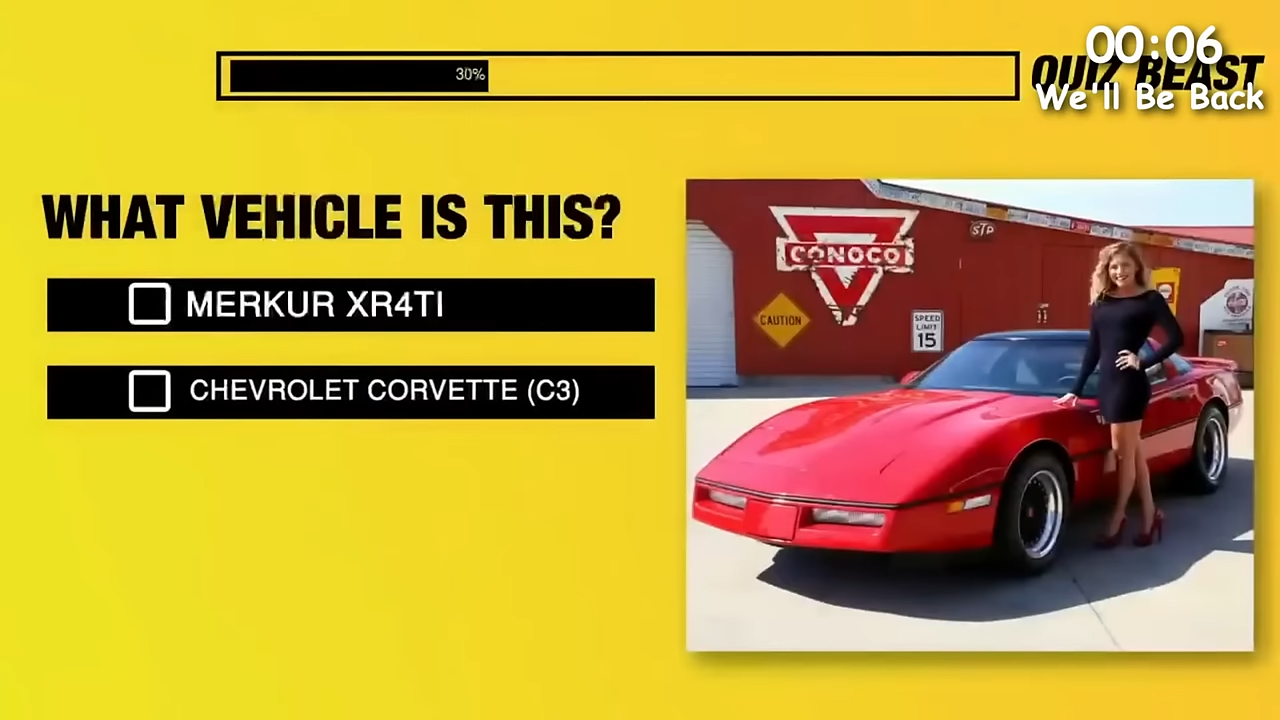 30%
00:06
QUIZ BEAST
We'll Be Back
WHAT VEHICLE IS THIS?
MERKUR XR4TI
CHEVROLET CORVETTE (C3)
CONOCO
STP
CAUTION
SPEED
LIMIT
15